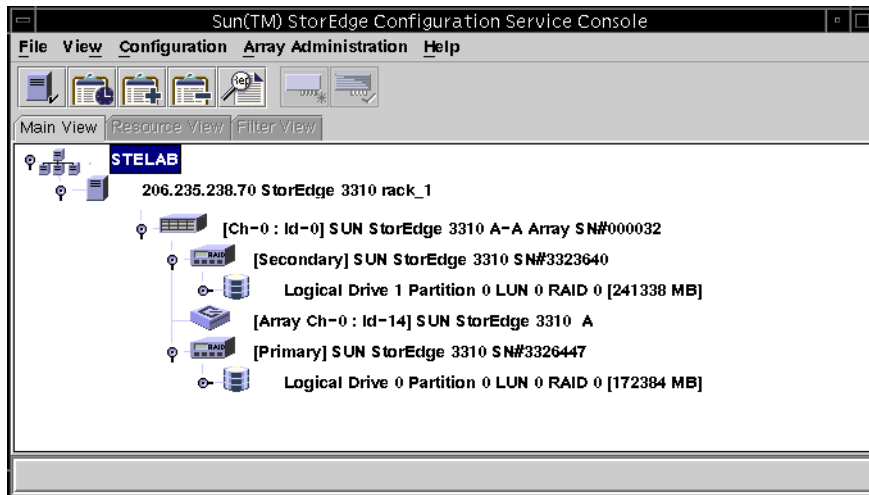 Sun(TM) StorEdge Configuration Service Console
File View Configuration Array Administration Help
Main View Resource View Filter View
STELAB
206.235.238.70 StorEdge 3310 rack_1
[Ch-0 : Id-0] SUN StorEdge 3310 A-A Array SN#000032
[Secondary] SUN StorEdge 3310 SN#3323640
Logical Drive 1 Partition 0 LUN 0 RAID 0 [241338 MB]
[Array Ch-0 : Id-14] SUN StorEdge 3310 A
[Primary] SUN StorEdge 3310 SN#3326447
Logical Drive 0 Partition 0 LUN 0 RAID 0 [172384 MB]